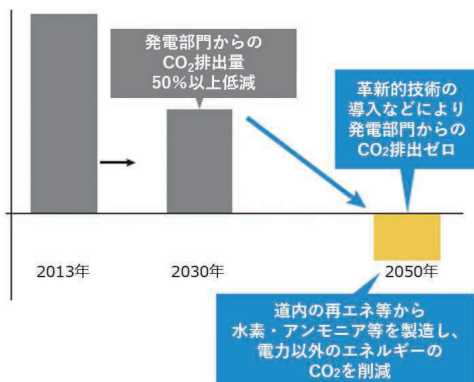 発電部門からの
CO₂排出量
50%以上低減
革新的技術の
導入などにより
発電部門からの
CO₂排出ゼロ
2013年
2030年
2050年
道内の再エネ等から
水素・アンモニア等を製造し、
電力以外のエネルギーの
CO₂を削減